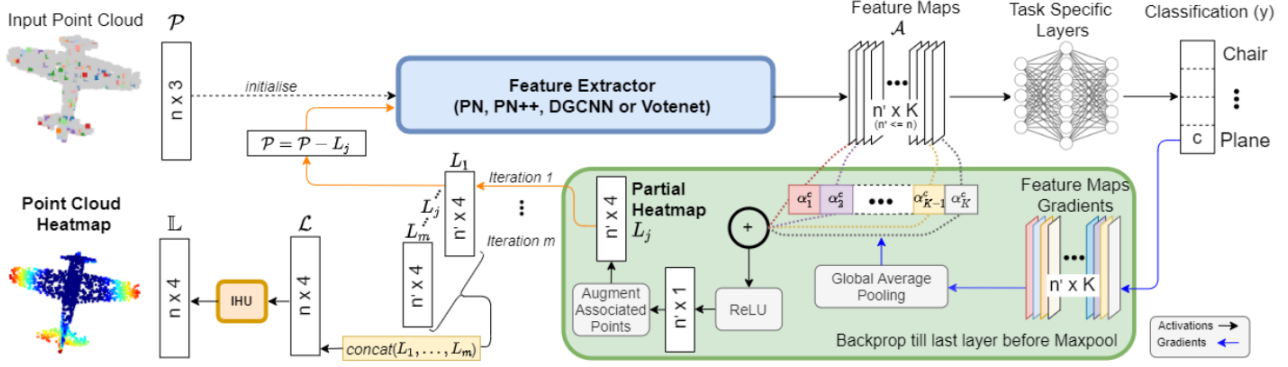 Input Point Cloud
𝒫
n x 3
initialise
Feature Extractor
(PN, PN++, DGCNN or Votenet)
Feature Maps
𝒜
n' x K
(n' <= n)
Task Specific
Layers
Classification (y)
Chair
c
Plane
𝒫 = 𝒫 − L_j
L_1
L_j
L_m
n' x 4
n' x 4
Iteration 1
Iteration m
Partial
Heatmap
n' x 4
L_j
α_1^c
α_2^c
α_{K-1}^c
α_K^c
+
Feature Maps
Gradients
n' x K
Global Average
Pooling
ReLU
n' x 1
Augment
Associated
Points
Backprop till last layer before Maxpool
Point Cloud
Heatmap
𝕃
n x 4
IHU
ℒ
n x 4
concat(L_1, . . . , L_m)
Activations
Gradients